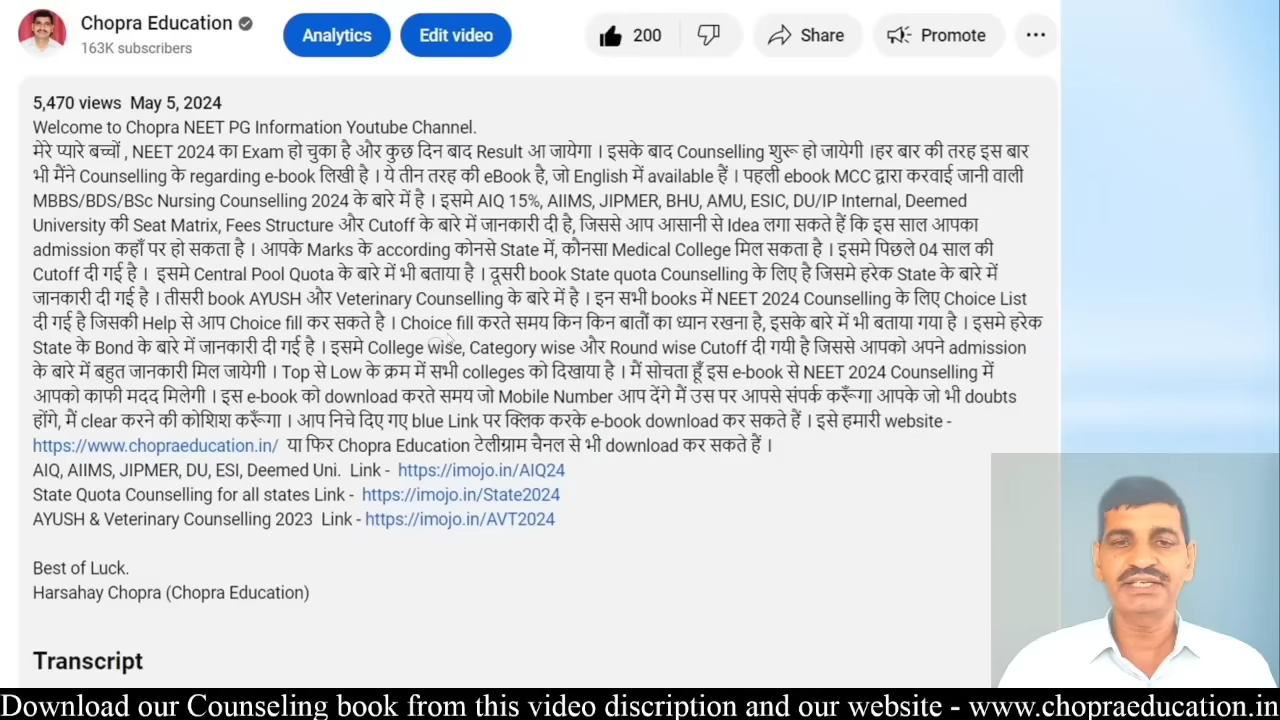 Chopra Education
163K subscribers
Analytics
Edit video
200
Share
Promote
5,470 views May 5, 2024
Welcome to Chopra NEET PG Information Youtube Channel.
मेरे प्यारे बच्चों , NEET 2024 का Exam हो चुका है और कुछ दिन बाद Result आ जायेगा । इसके बाद Counselling शुरू हो जायेगी ।हर बार की तरह इस बार
भी मैंने Counselling के regarding e-book लिखी है । ये तीन तरह की eBook है, जो English में available हैं । पहली ebook MCC द्वारा करवाई जानी वाली
MBBS/BDS/BSc Nursing Counselling 2024 के बारे में है । इसमे AIQ 15%, AIIMS, JIPMER, BHU, AMU, ESIC, DU/IP Internal, Deemed
University की Seat Matrix, Fees Structure और Cutoff के बारे में जानकारी दी है, जिससे आप आसानी से Idea लगा सकते हैं कि इस साल आपका
admission कहाँ पर हो सकता है । आपके Marks के according कोनसे State में, कौनसा Medical College मिल सकता है । इसमे पिछले 04 साल की
Cutoff दी गई है । इसमे Central Pool Quota के बारे में भी बताया है । दूसरी book State quota Counselling के लिए है जिसमे हरेक State के बारे में
जानकारी दी गई है । तीसरी book AYUSH और Veterinary Counselling के बारे में है । इन सभी books में NEET 2024 Counselling के लिए Choice List
दी गई है जिसकी Help से आप Choice fill कर सकते है । Choice fill करते समय किन किन बातों का ध्यान रखना है, इसके बारे में भी बताया गया है । इसमे हरेक
State के Bond के बारे में जानकारी दी गई है । इसमे College wise, Category wise और Round wise Cutoff दी गयी है जिससे आपको अपने admission
के बारे में बहुत जानकारी मिल जायेगी । Top से Low के क्रम में सभी colleges को दिखाया है । मैं सोचता हूँ इस e-book से NEET 2024 Counselling में
आपको काफी मदद मिलेगी । इस e-book को download करते समय जो Mobile Number आप देंगे में उस पर आपसे संपर्क करूँगा आपके जो भी doubts
होंगे, मैं clear करने की कोशिश करूँगा । आप निचे दिए गए blue Link पर क्लिक करके e-book download कर सकते हैं । इसे हमारी website -
https://www.chopraeducation.in/ या फिर Chopra Education टेलीग्राम चैनल से भी download कर सकते हैं ।
AIQ, AIIMS, JIPMER, DU, ESI, Deemed Uni. Link - https://imojo.in/AIQ24
State Quota Counselling for all states Link - https://imojo.in/State2024
AYUSH & Veterinary Counselling 2023 Link - https://imojo.in/AVT2024
Best of Luck.
Harsahay Chopra (Chopra Education)
Transcript
Download our Counseling book from this video discription and our website - www.chopraeducation.in